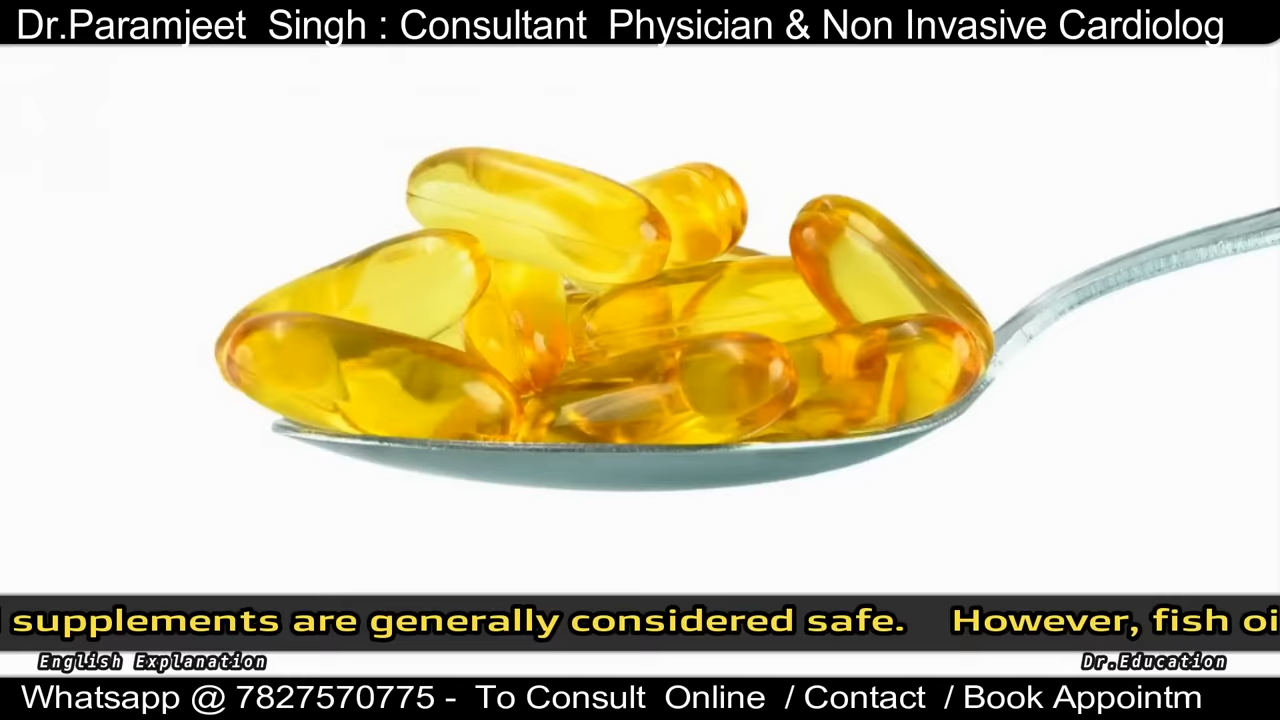 Dr.Paramjeet Singh : Consultant Physician & Non Invasive Cardiolog
supplements are generally considered safe. However, fish oi
English Explanation
Dr.Education
Whatsapp @ 7827570775 - To Consult Online / Contact / Book Appointm